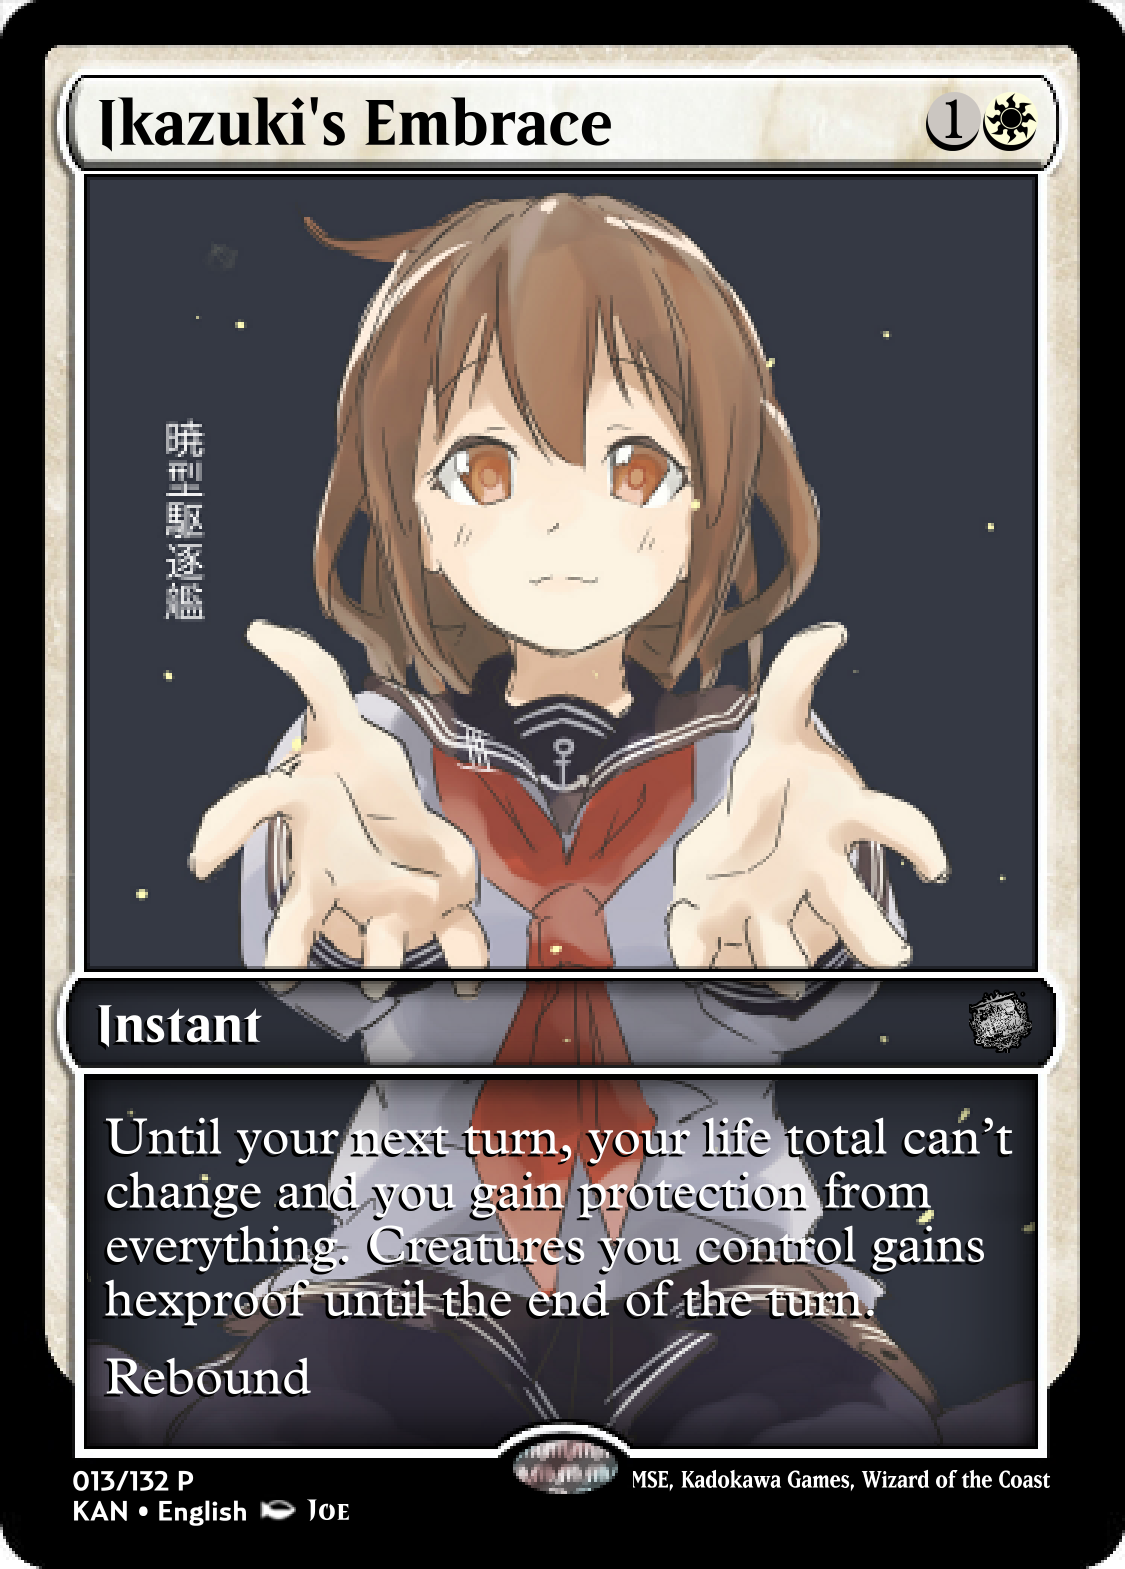 Ikazuki's Embrace
1
暁型駆逐艦
Instant
Until your next turn, your life total can’t
change and you gain protection from
everything. Creatures you control gains
hexproof until the end of the turn.
Rebound
013/132 P
MSE, Kadokawa Games, Wizard of the Coast
KAN • English JOE